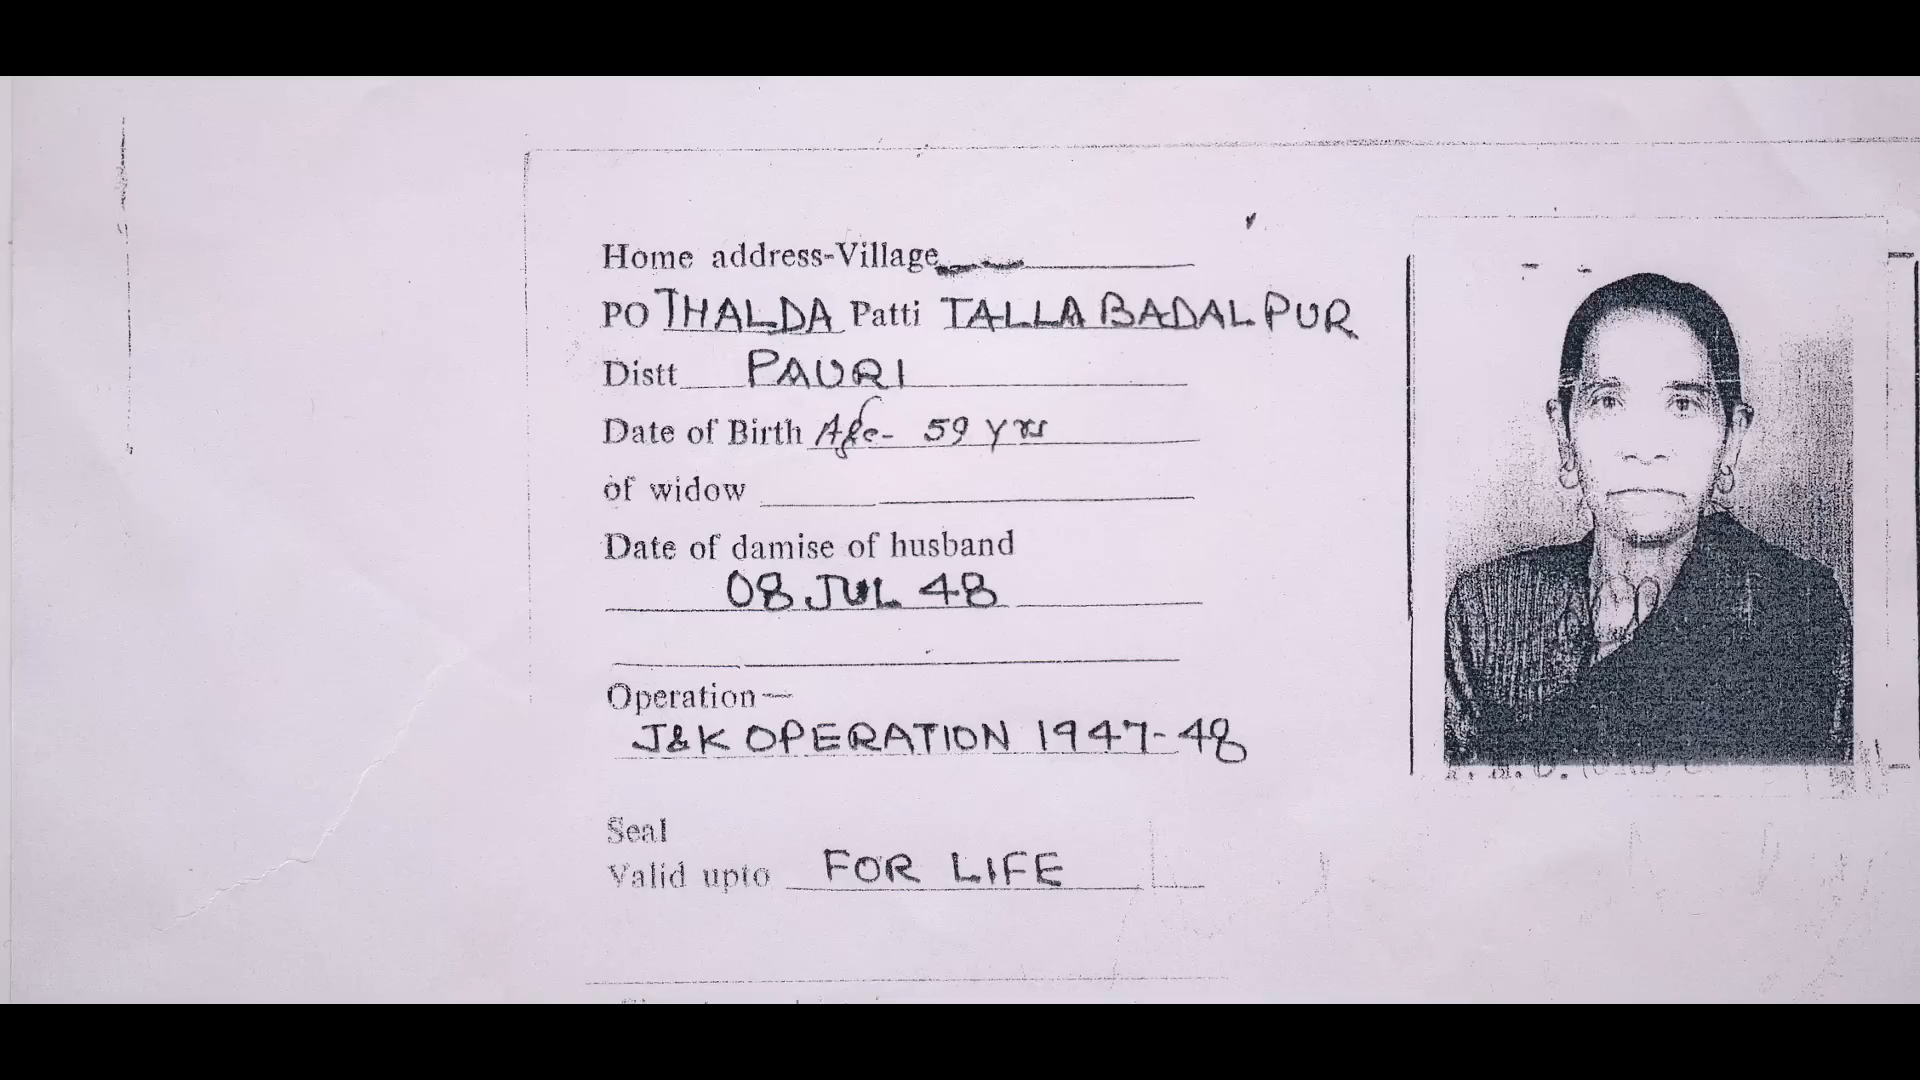 Home address-Village
PO THALDA Patti TALLA BADALPUR
Distt PAURI
Date of Birth Age- 59 yrs
of widow
Date of damise of husband
08 JUL 48
Operation—
J&K OPERATION 1947-48
Seal
Valid upto FOR LIFE